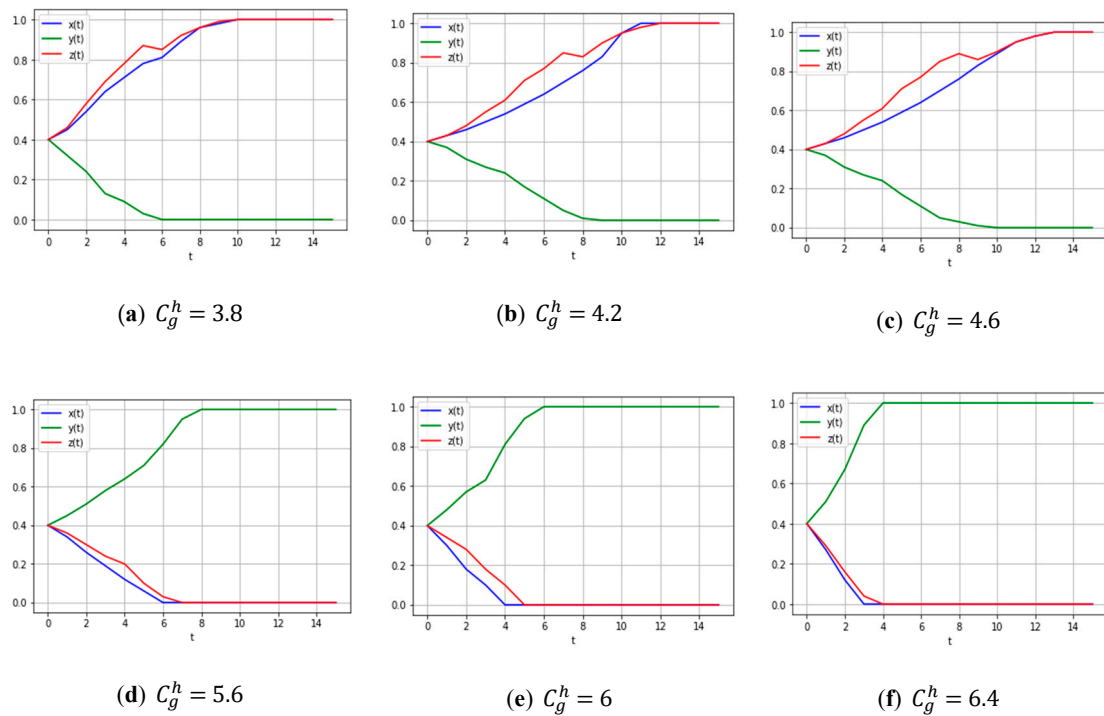 x(t)
y(t)
z(t)
1.0
0.8
0.6
0.4
0.2
0.0
0 2 4 6 8 10 12 14
t
(a) C_g^h = 3.8
x(t)
y(t)
z(t)
1.0
0.8
0.6
0.4
0.2
0.0
0 2 4 6 8 10 12 14
t
(b) C_g^h = 4.2
x(t)
y(t)
z(t)
1.0
0.8
0.6
0.4
0.2
0.0
0 2 4 6 8 10 12 14
t
(c) C_g^h = 4.6
x(t)
y(t)
z(t)
1.0
0.8
0.6
0.4
0.2
0.0
0 2 4 6 8 10 12 14
t
(d) C_g^h = 5.6
x(t)
y(t)
z(t)
1.0
0.8
0.6
0.4
0.2
0.0
0 2 4 6 8 10 12 14
t
(e) C_g^h = 6
x(t)
y(t)
z(t)
1.0
0.8
0.6
0.4
0.2
0.0
0 2 4 6 8 10 12 14
t
(f) C_g^h = 6.4